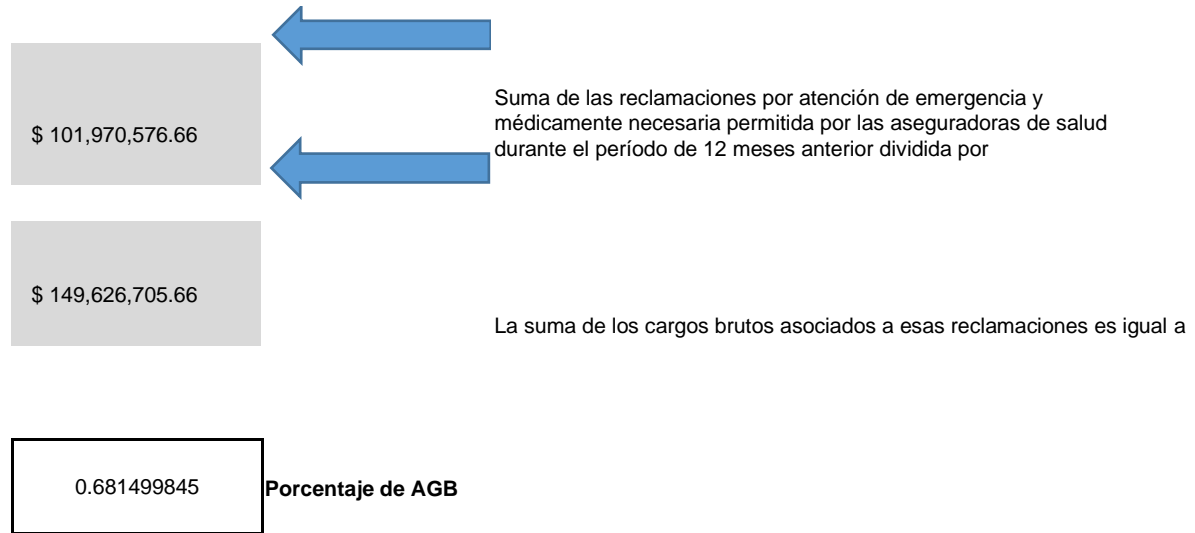 Suma de las reclamaciones por atención de emergencia y
médicamente necesaria permitida por las aseguradoras de salud
durante el período de 12 meses anterior dividida por
$ 101,970,576.66
$ 149,626,705.66
La suma de los cargos brutos asociados a esas reclamaciones es igual a
0.681499845
Porcentaje de AGB